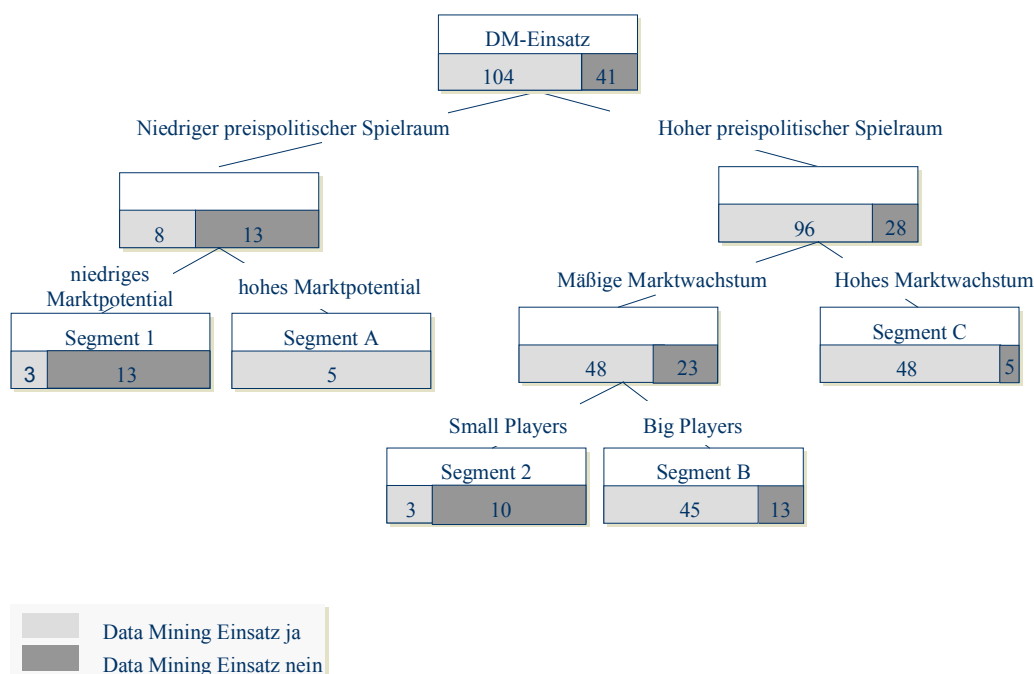 DM-Einsatz
104 41
Niedriger preispolitischer Spielraum
Hoher preispolitischer Spielraum
8 13
96 28
niedriges
Marktpotential
hohes Marktpotential
Mäßige Marktwachstum
Hohes Marktwachstum
Segment 1
3 13
Segment A
5
48 23
Segment C
48 5
Small Players
Big Players
Segment 2
3 10
Segment B
45 13
Data Mining Einsatz ja
Data Mining Einsatz nein